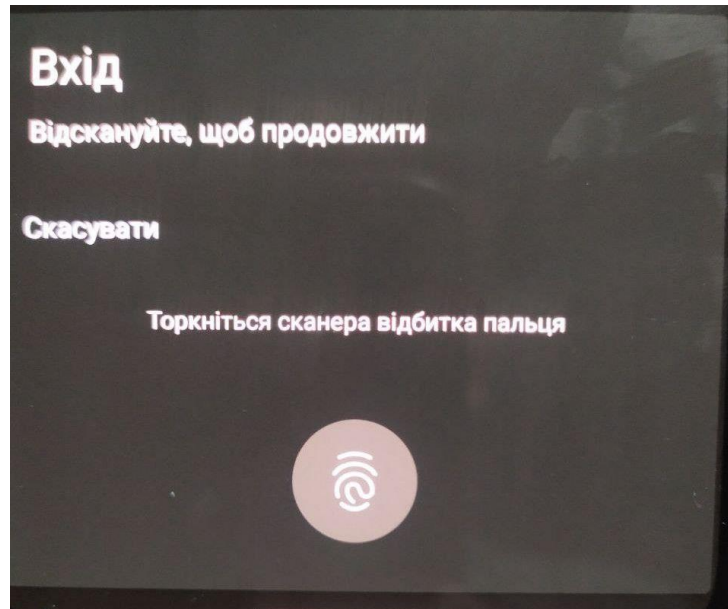 Вхід
Відскануйте, щоб продовжити
Скасувати
Торкніться сканера відбитка пальця